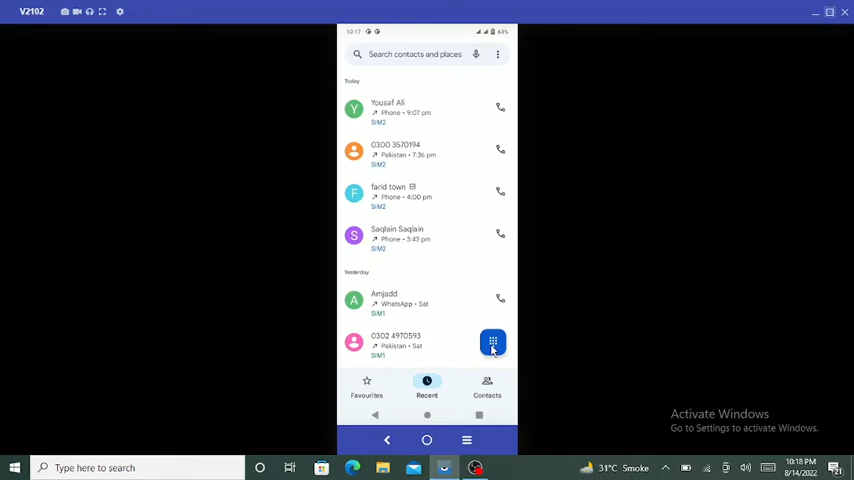 V2102
10:17
63%
Search contacts and places
Today
Y
Yousaf Ali
Phone • 9:07 pm
SIM2
0300 3570194
Pakistan • 7:36 pm
SIM2
F
farid town
Phone • 4:00 pm
SIM2
S
Saqlain Saqlain
Phone • 3:43 pm
SIM2
Yesterday
A
Amjadd
WhatsApp • Sat
SIM1
0302 4970593
Pakistan • Sat
SIM1
Favourites
Recent
Contacts
Activate Windows
Go to Settings to activate Windows.
Type here to search
31°C Smoke
10:18 PM
8/14/2022
21